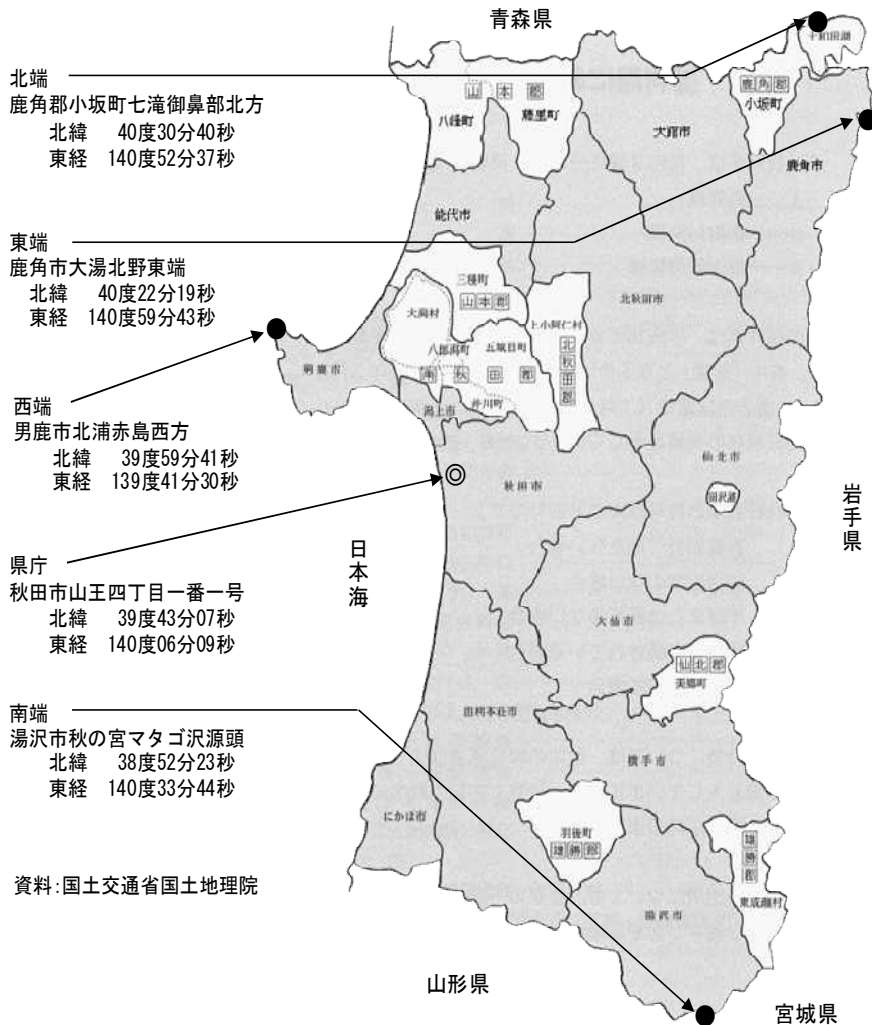 青森県
北端
鹿角郡小坂町七滝御鼻部北方
北緯 40度30分40秒
東経 140度52分37秒
東端
鹿角市大湯北野東端
北緯 40度22分19秒
東経 140度59分43秒
西端
男鹿市北浦赤島西方
北緯 39度59分41秒
東経 139度41分30秒
県庁
秋田市山王四丁目一番一号
北緯 39度43分07秒
東経 140度06分09秒
南端
湯沢市秋の宮マタゴ沢源頭
北緯 38度52分23秒
東経 140度33分44秒
資料:国土交通省国土地理院
日本海
岩手県
山形県
宮城県
十和田湖
鹿角郡
小坂町
山本郡
八峰町
藤里町
大館市
鹿角市
能代市
三種町
山本郡
大潟村
北秋田市
上小阿仁村
北秋田郡
八郎潟町
五城目町
南秋田郡
井川町
男鹿市
潟上市
秋田市
仙北市
田沢湖
大仙市
仙北郡
美郷町
由利本荘市
横手市
にかほ市
羽後町
雄勝郡
雄勝郡
東成瀬村
湯沢市